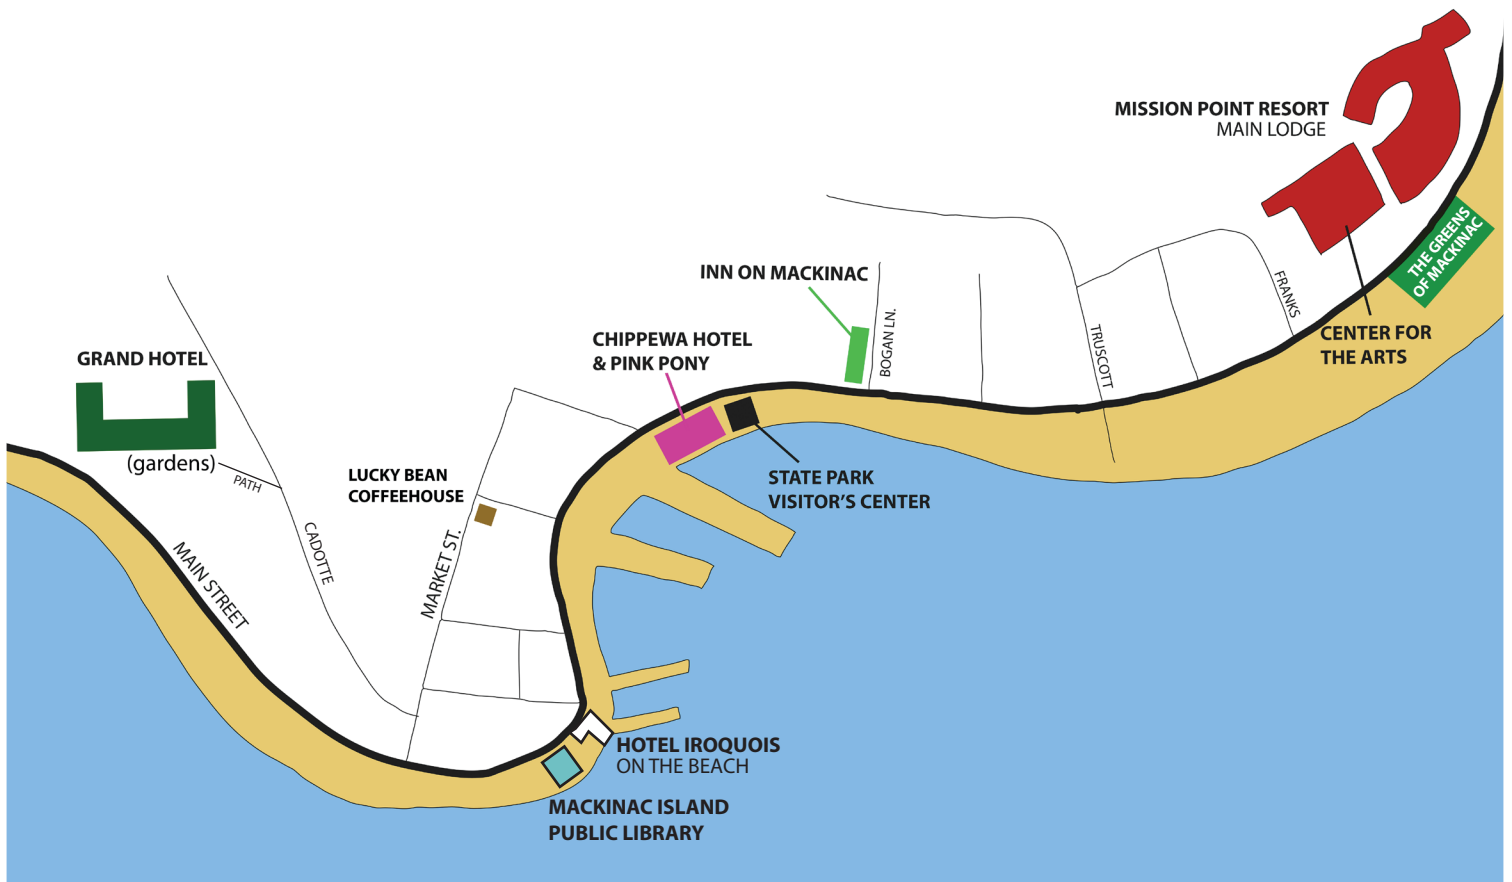 MISSION POINT RESORT
MAIN LODGE
THE GREENS
OF MACKINAC
INN ON MACKINAC
FRANKS
BOGAN LN.
CENTER FOR
THE ARTS
TRUSCOTT
CHIPPEWA HOTEL
& PINK PONY
GRAND HOTEL
(gardens)
PATH
LUCKY BEAN
COFFEEHOUSE
STATE PARK
VISITOR'S CENTER
CADOTTE
MARKET ST.
MAIN STREET
HOTEL IROQUOIS
ON THE BEACH
MACKINAC ISLAND
PUBLIC LIBRARY